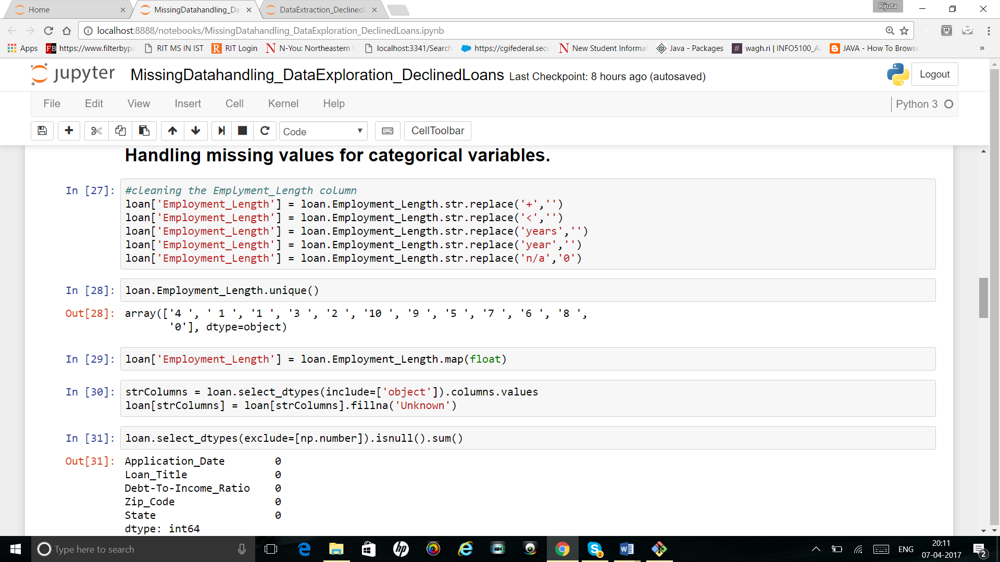 Home
MissingDatahandling_Da
DataExtraction_Declined
Rijuta
localhost:8888/notebooks/MissingDatahandling_DataExploration_DeclinedLoans.ipynb
Apps FB https://www.filterbypa RIT MS IN IST R RIT Login N N-You: Northeastern localhost:3341/Search https://cgifederal.secu N New Student Informa Java - Packages # wagh.ri | INFO5100_A JAVA - How To Browse »
jupyter MissingDatahandling_DataExploration_DeclinedLoans Last Checkpoint: 8 hours ago (autosaved) Logout
File Edit View Insert Cell Kernel Help Python 3
Code CellToolbar
Handling missing values for categorical variables.
In [27]: #cleaning the Emplyment_Length column
loan['Employment_Length'] = loan.Employment_Length.str.replace('+','')
loan['Employment_Length'] = loan.Employment_Length.str.replace('<','')
loan['Employment_Length'] = loan.Employment_Length.str.replace('years','')
loan['Employment_Length'] = loan.Employment_Length.str.replace('year','')
loan['Employment_Length'] = loan.Employment_Length.str.replace('n/a','0')
In [28]: loan.Employment_Length.unique()
Out[28]: array(['4 ', ' 1 ', '1 ', '3 ', '2 ', '10 ', '9 ', '5 ', '7 ', '6 ', '8 ',
'0'], dtype=object)
In [29]: loan['Employment_Length'] = loan.Employment_Length.map(float)
In [30]: strColumns = loan.select_dtypes(include=['object']).columns.values
loan[strColumns] = loan[strColumns].fillna('Unknown')
In [31]: loan.select_dtypes(exclude=[np.number]).isnull().sum()
Out[31]: Application_Date 0
Loan_Title 0
Debt-To-Income_Ratio 0
Zip_Code 0
State 0
dtype: int64
Type here to search
hp
2
ENG
20:11
07-04-2017
2